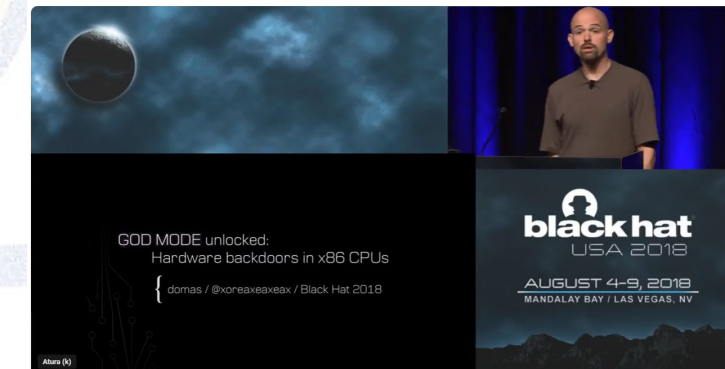 GOD MODE unlocked:
Hardware backdoors in x86 CPUs
{ domas / @xoreaxeaxeax / Black Hat 2018
black hat
USA 2018
AUGUST 4-9, 2018
MANDALAY BAY / LAS VEGAS, NV
Atura (k)